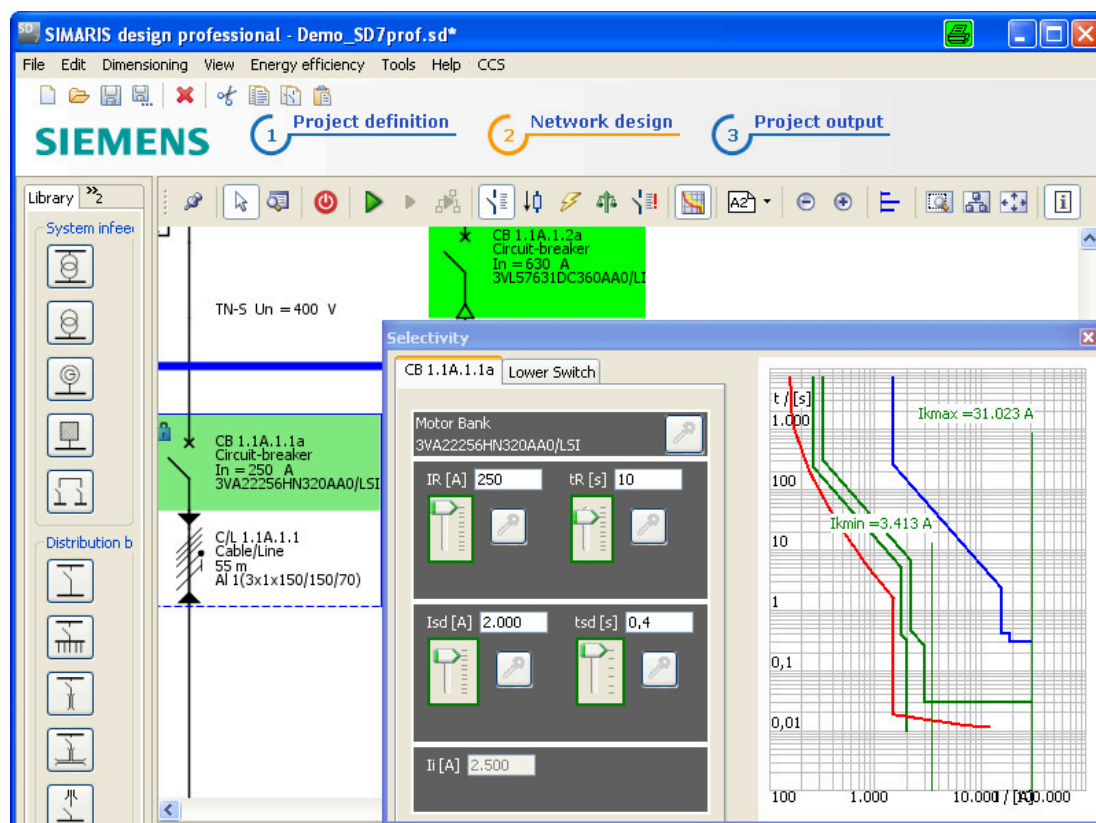 SIMARIS design professional - Demo_SD7prof.sd*
File Edit Dimensioning View Energy efficiency Tools Help CCS
SIEMENS
1 Project definition
2 Network design
3 Project output
Library »2
A2
System infee
CB 1.1A.1.2a
Circuit-breaker
In = 630 A
3VL57631DC360AA0/LI
TN-S Un = 400 V
Selectivity
CB 1.1A.1.1a
Lower Switch
CB 1.1A.1.1a
Circuit-breaker
In = 250 A
3VA22256HN320AA0/LSI
C/L 1.1A.1.1
Cable/Line
55 m
Al 1(3x1x150/150/70)
Distribution b
Motor Bank
3VA22256HN320AA0/LSI
IR [A] 250 tR [s] 10
Isd [A] 2.000 tsd [s] 0,4
Ii [A] 2.500
t / [s]
1.000
100
10
1
0,1
0,01
Ikmax =31.023 A
Ikmin =3.413 A
100 1.000 10.000 I / [A] 100.000